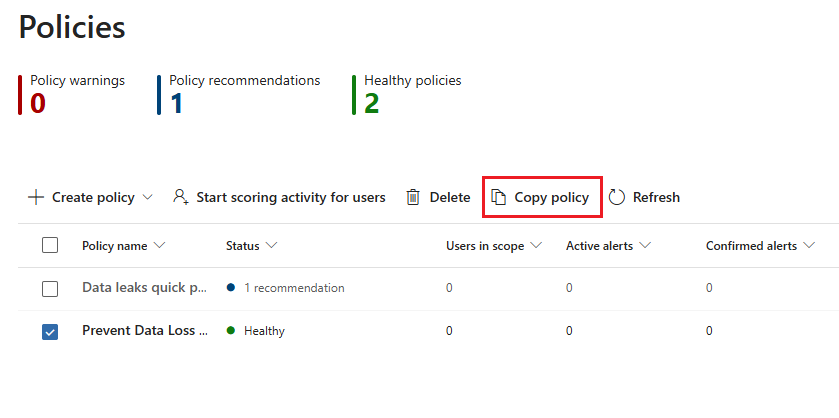 Policies
Policy warnings Policy recommendations Healthy policies
0 1 2
Create policy Start scoring activity for users Delete Copy policy Refresh
Policy name Status Users in scope Active alerts Confirmed alerts
Data leaks quick p... 1 recommendation 0 0 0
Prevent Data Loss ... Healthy 0 0 0